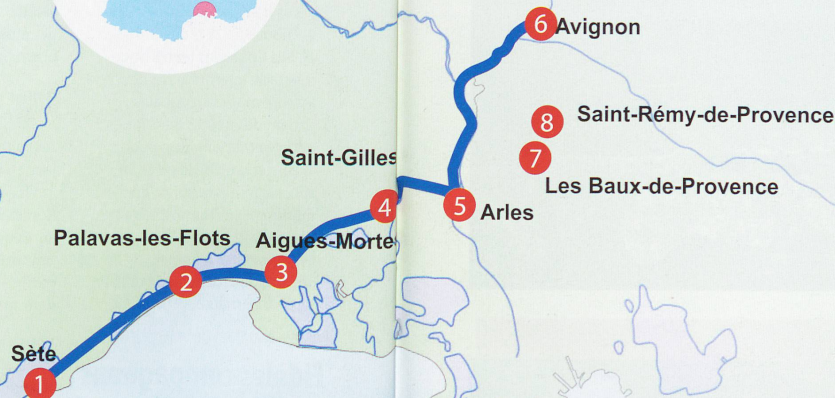 6 Avignon
8 Saint-Rémy-de-Provence
Saint-Gilles
7
Les Baux-de-Provence
4
5 Arles
Palavas-les-Flots
Aigues-Morte
2
3
Sète
1